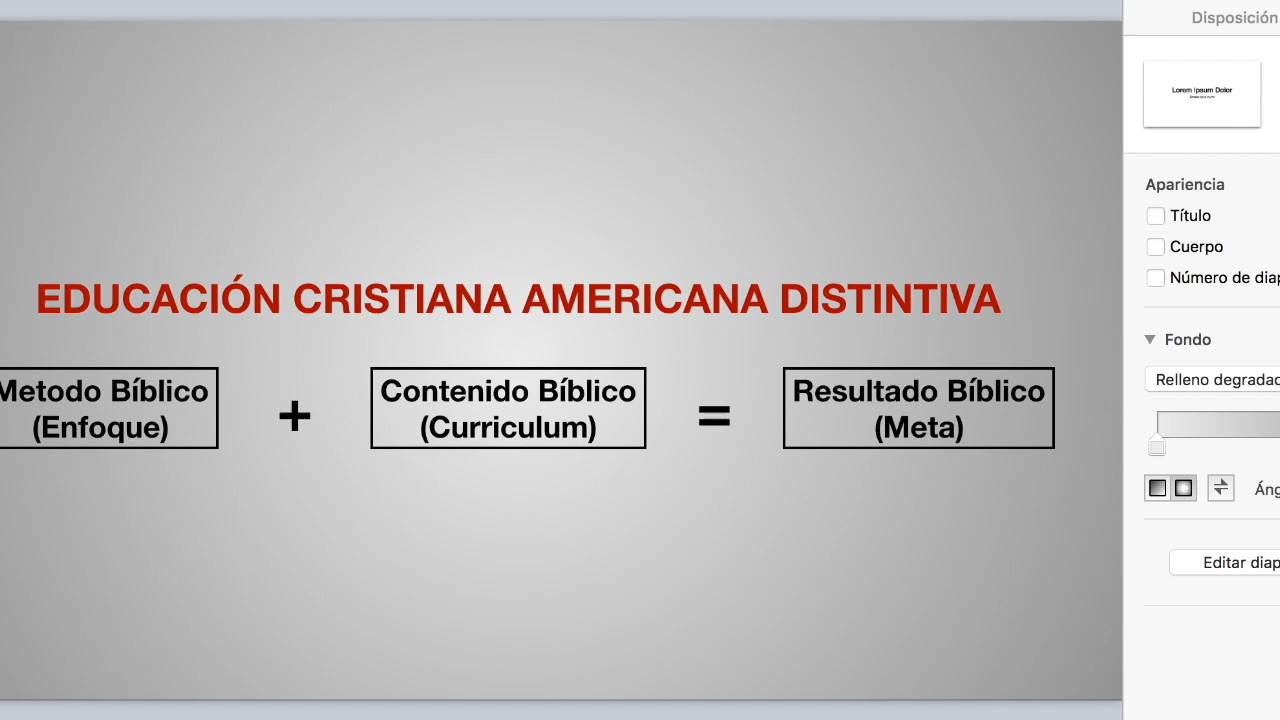 Disposición
Lorem Ipsum Dolor
Apariencia
Título
Cuerpo
Número de diap
Fondo
Relleno degradad
Áng
Editar diap
EDUCACIÓN CRISTIANA AMERICANA DISTINTIVA
Metodo Bíblico
(Enfoque)
+
Contenido Bíblico
(Curriculum)
=
Resultado Bíblico
(Meta)